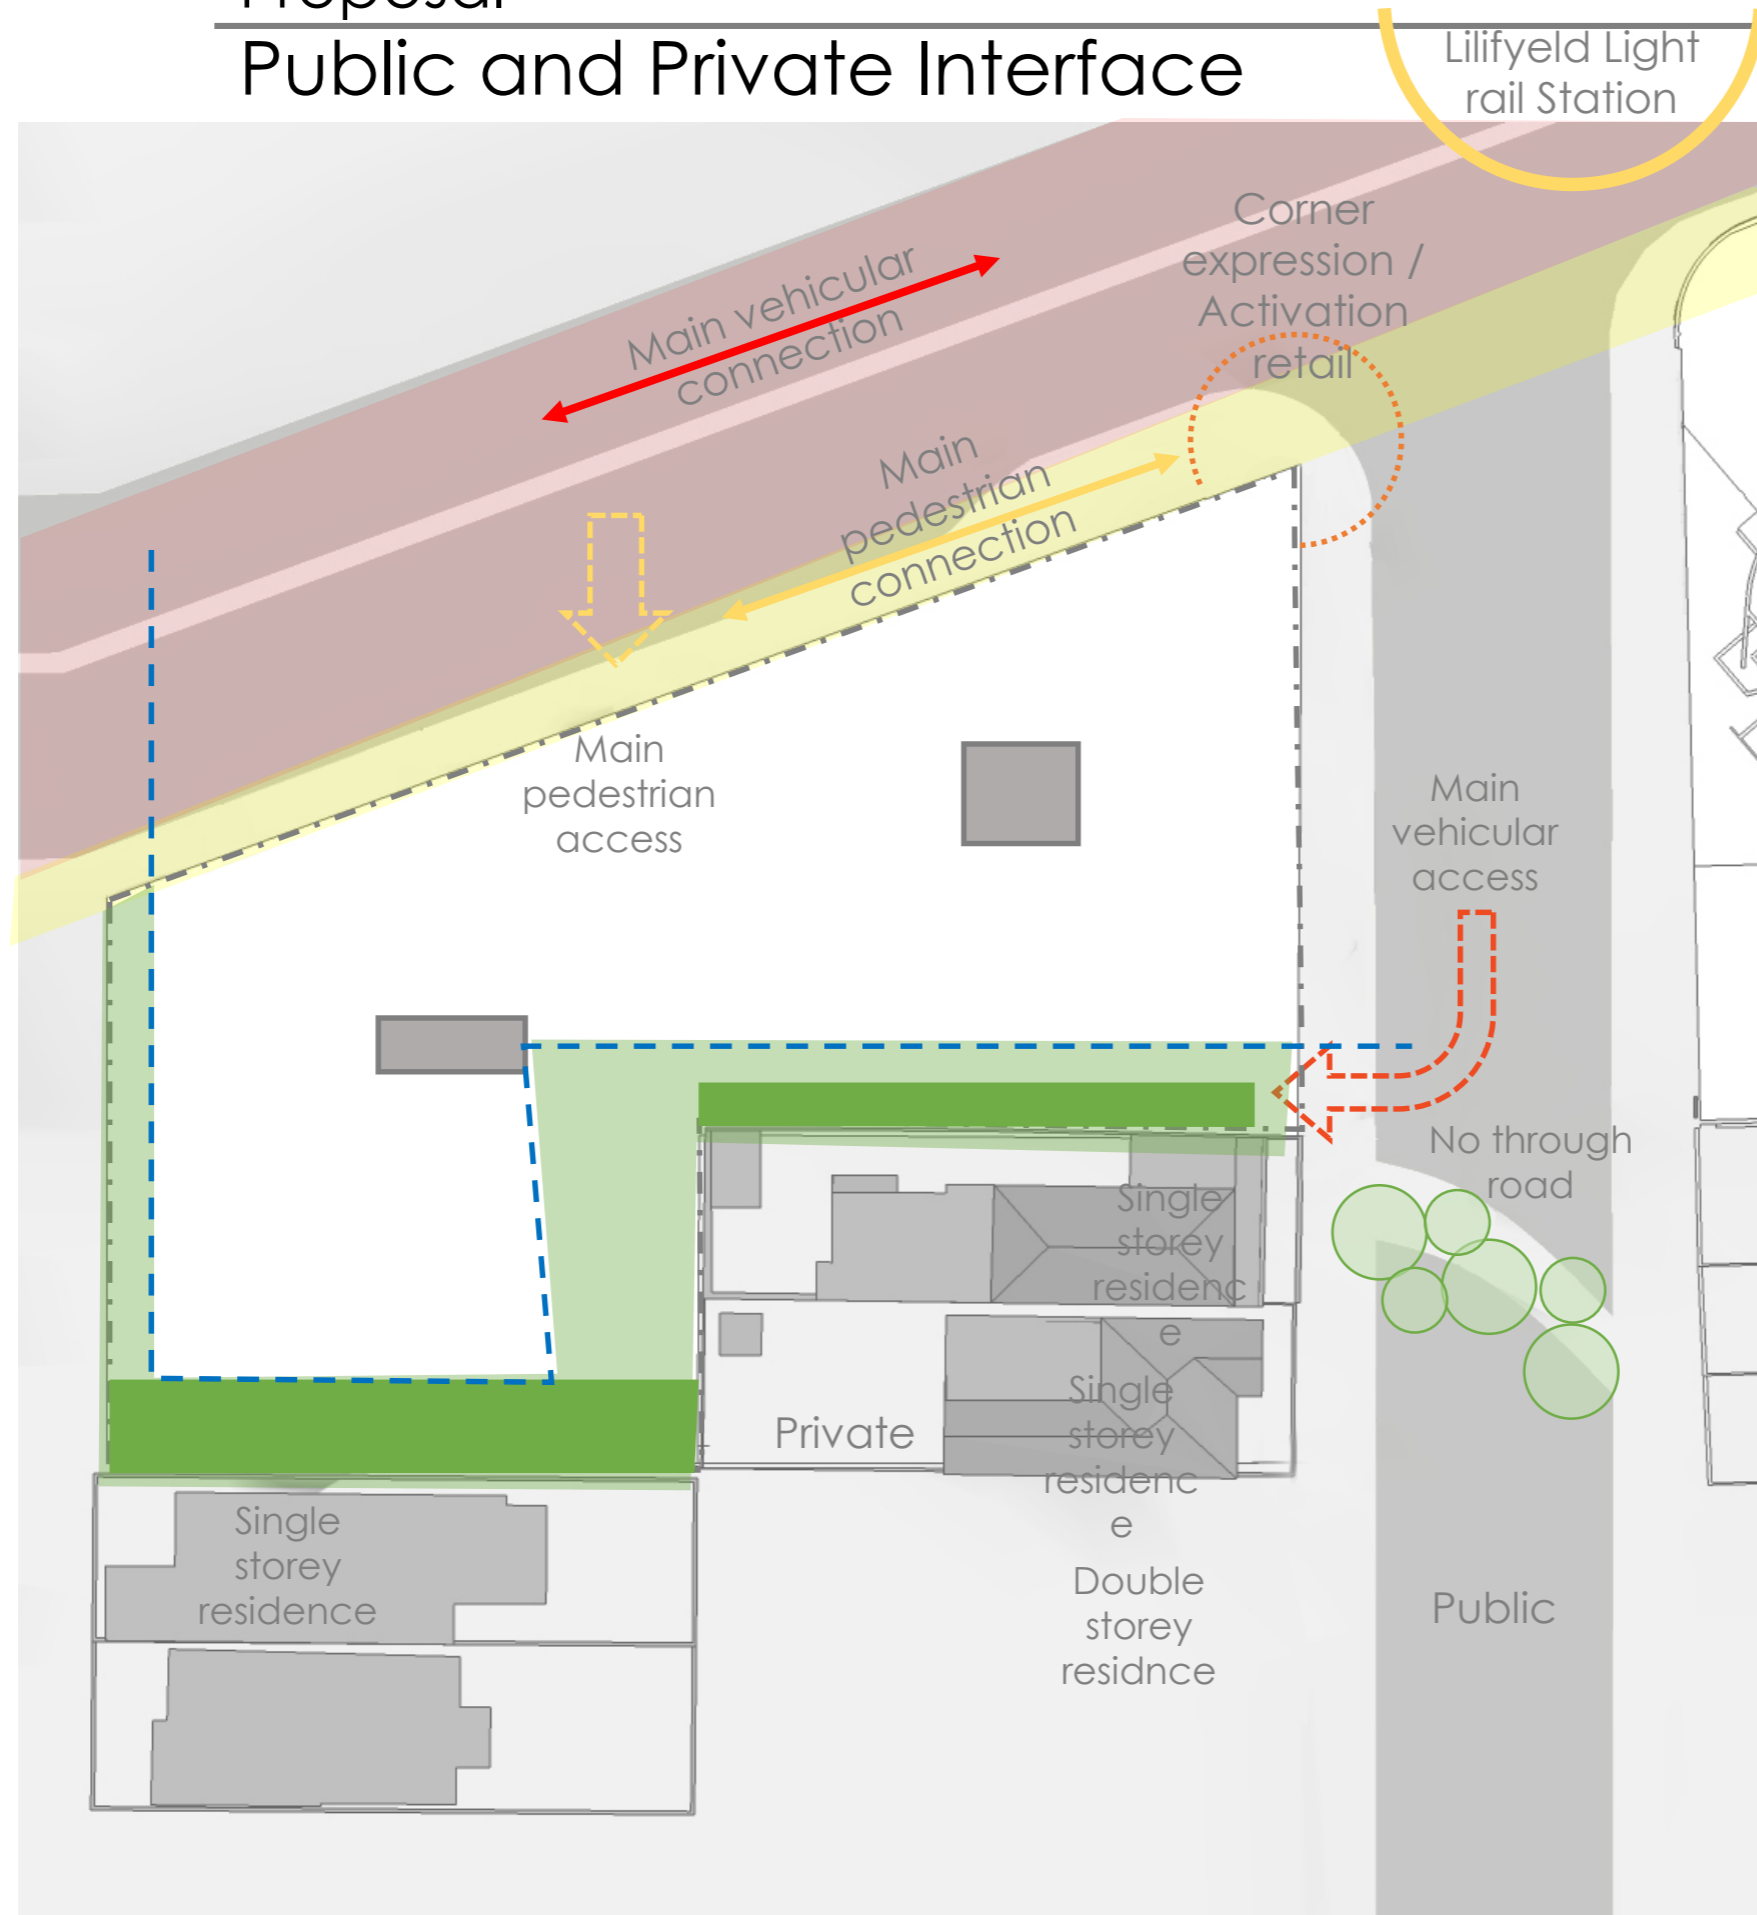 Proposal
Public and Private Interface
Lilifyeld Light
rail Station
Corner
expression /
Activation
retail
Main vehicular
connection
Main
pedestrian
connection
Main
pedestrian
access
Main
vehicular
access
No through
road
Single
storey
residenc
e
Single
storey
residenc
e
Private
Double
storey
residnce
Public
Single
storey
residence